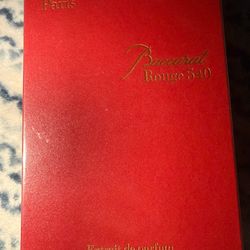 Paris
Baccarat
Rouge 540
Extrait de parfum